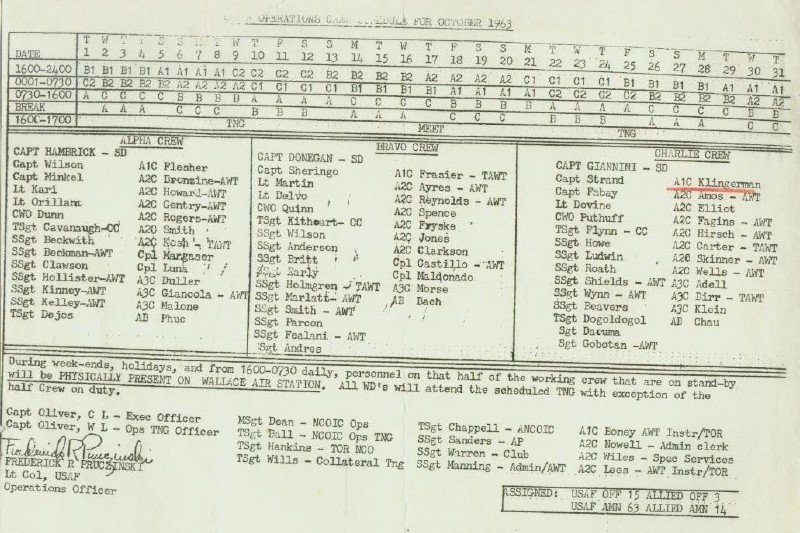 OPERATIONS CREW SCHEDULE FOR OCTOBER 1963
T W T F S S M T W T F S S M T W T F S S M T W T F S S M T W T
DATE 1 2 3 4 5 6 7 8 9 10 11 12 13 14 15 16 17 18 19 20 21 22 23 24 25 26 27 28 29 30 31
1600-2400 B1 B1 B1 B1 A1 A1 A1 A1 C2 C2 C2 C2 B2 B2 B2 B2 A2 A2 A2 A2 C1 C1 C1 C1 B1 B1 B1 B1 A1 A1 A1
0001-0730 C2 B2 B2 B2 B2 A2 A2 A2 A2 C1 C1 C1 C1 B1 B1 B1 B1 A1 A1 A1 A1 C2 C2 C2 C2 B2 B2 B2 B2 A2 A2
0730-1600 A C C C C B B B B A A A A C C C C B B B B A A A A C C C C B B
BREAK A A A C C C B B B A A A C C C B B B A A A C C
1600-1700 TNG MEET TNG
ALPHA CREW
CAPT HAMBRICK - SD
Capt Wilson A1C Flesher
Capt Minkel A2C Bronzine-AWT
Lt Kari A2C Howard-AWT
Lt Orillant A2C Gentry-AWT
CWO Dunn A2C Rogers-AWT
TSgt Cavanaugh-CC A2C Smith
SSgt Beckwith A2C Kosh - TAWT
SSgt Beckman-AWT Cpl Margaser
SSgt Clawson Cpl Luna
SSgt Hollister-AWT A3C Duller
SSgt Kinney-AWT A3C Giancola - AWT
SSgt Kelley-AWT A3C Malone
TSgt Dejos AB Phuc
BRAVO CREW
CAPT DONEGAN - SD
Capt Sheringo A1C Frasier - TAWT
Lt Martin A2C Ayres - AWT
Lt DelVo A2C Reynolds - AWT
CWO Quinn A2C Spence
TSgt Kitheart- CC A2C Fryske
SSgt Wilson A2C Jones
SSgt Anderson A2C Clarkson
SSgt Britt Cpl Castillo - AWT
SSgt Early Cpl Maldonado
SSgt Holmgren - TAWT A3C Morse
SSgt Marlatt- AWT AB Bach
SSgt Smith - AWT
SSgt Parcon
SSgt Fealani - AWT
SSgt Andres
CHARLIE CREW
CAPT GIANNINI - SD
Capt Strand A1C Klingerman
Capt Fabay A2C Amos - AWT
Lt Devine A2C Elliot
CWO Puthuff A2C Fagins - AWT
TSgt Flynn - CC A2C Hirsch - AWT
SSgt Howe A2C Carter - TAWT
SSgt Ludwin A2C Skinner - AWT
SSgt Roath A2C Wells - AWT
SSgt Shields - AWT A3C Adell
SSgt Wynn - AWT A3C Dirr - TAWT
SSgt Beavers A3C Klein
TSgt Dogoldogol AB Chau
Sgt Dacuma
SSgt Gobotan -AWT
During week-ends, holidays, and from 1600-0730 daily, personnel on that half of the working crew that are on stand-by
will be PHYSICALLY PRESENT ON WALLACE AIR STATION. All WD's will attend the scheduled TNG with exception of the
half Crew on duty.
Capt Oliver, C L - Exec Officer MSgt Dean - NCOIC Ops TSgt Chappell - ANCOIC A1C Boney AWT Instr/TOR
Capt Oliver, W L - Ops TNG Officer TSgt Ball - NCOIC Ops TNG SSgt Sanders - AP A2C Nowell - Admin clerk
Frederick R Pruczinski TSgt Hankins - TOR NCO SSgt Warren - Club A2C Wiles - Spec Services
FREDERICK R PRUCZINSKI TSgt Wills - Collateral Tng SSgt Manning - Admin/AWT A2C Lees - AWT Instr/TOR
Lt Col, USAF
Operations Officer
ASSIGNED: USAF OFF 15 ALLIED OFF 3
USAF AMN 63 ALLIED AMN 14